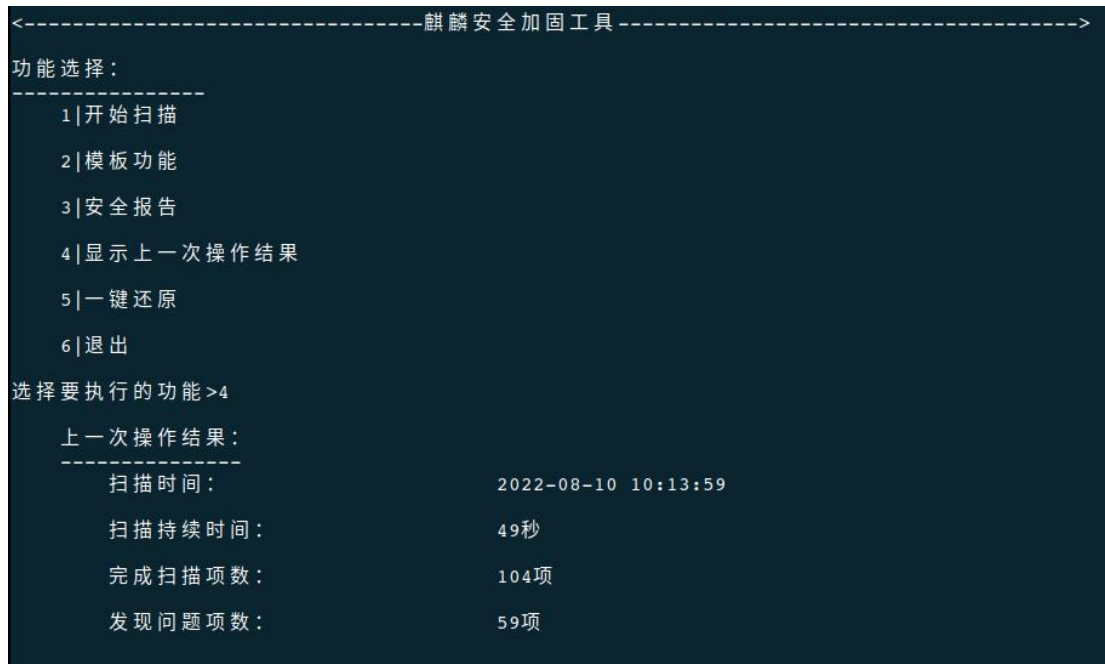 <---------------------------------麒麟安全加固工具-------------------------------------->
功能选择：
----------------
1|开始扫描
2|模板功能
3|安全报告
4|显示上一次操作结果
5|一键还原
6|退出
选择要执行的功能>4
上一次操作结果：
---------------
扫描时间： 2022-08-10 10:13:59
扫描持续时间： 49秒
完成扫描项数： 104项
发现问题项数： 59项